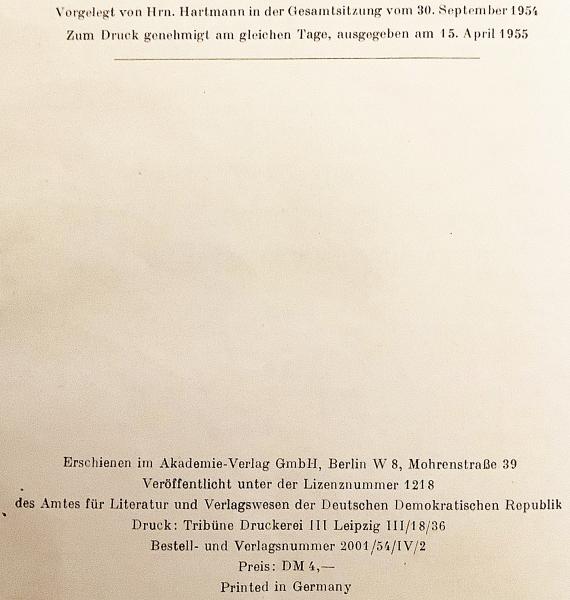 Vorgelegt von Hrn. Hartmann in der Gesamtsitzung vom 30. September 1954
Zum Druck genehmigt am gleichen Tage, ausgegeben am 15. April 1955
Erschienen im Akademie-Verlag GmbH, Berlin W 8, Mohrenstraße 39
Veröffentlicht unter der Lizenznummer 1218
des Amtes für Literatur und Verlagswesen der Deutschen Demokratischen Republik
Druck: Tribüne Druckerei III Leipzig III/18/36
Bestell- und Verlagsnummer 2001/54/IV/2
Preis: DM 4,—
Printed in Germany